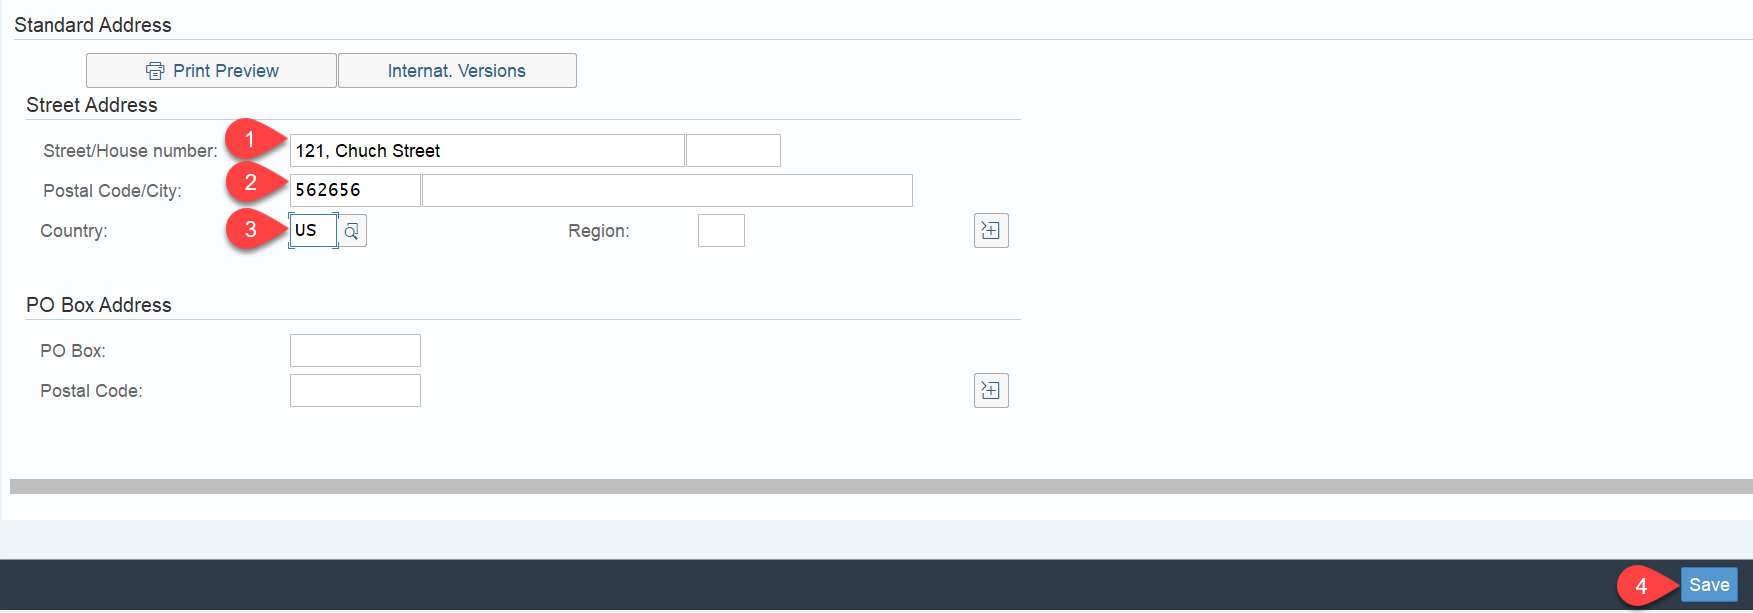 Standard Address
Print Preview Internat. Versions
Street Address
Street/House number: 1 121, Chuch Street
Postal Code/City: 2 562656
Country: 3 US Region:
PO Box Address
PO Box:
Postal Code:
4 Save